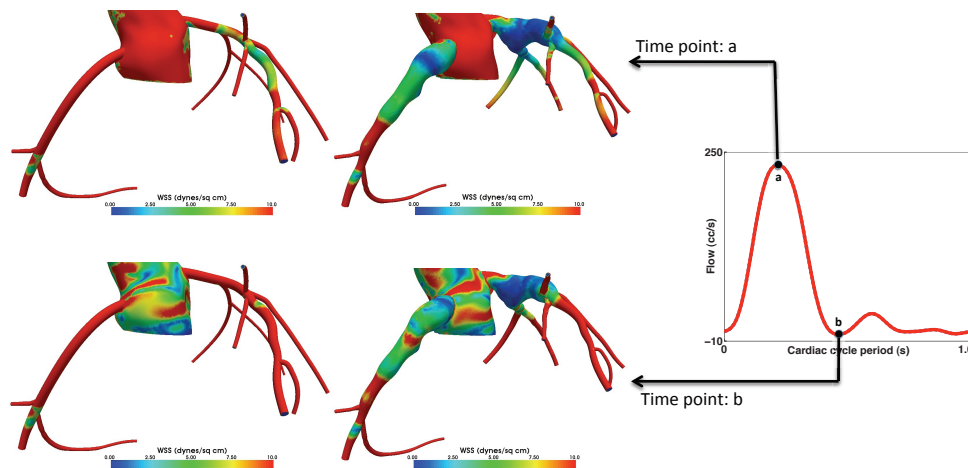 Time point: a
WSS (dynes/sq cm)
0.00 2.50 5.00 7.50 10.0
WSS (dynes/sq cm)
0.00 2.50 5.00 7.50 10.0
250
a
Flow (cc/s)
b
−10
0
Cardiac cycle period (s)
1.0
Time point: b
WSS (dynes/sq cm)
0.00 2.50 5.00 7.50 10.0
WSS (dynes/sq cm)
0.00 2.50 5.00 7.50 10.0